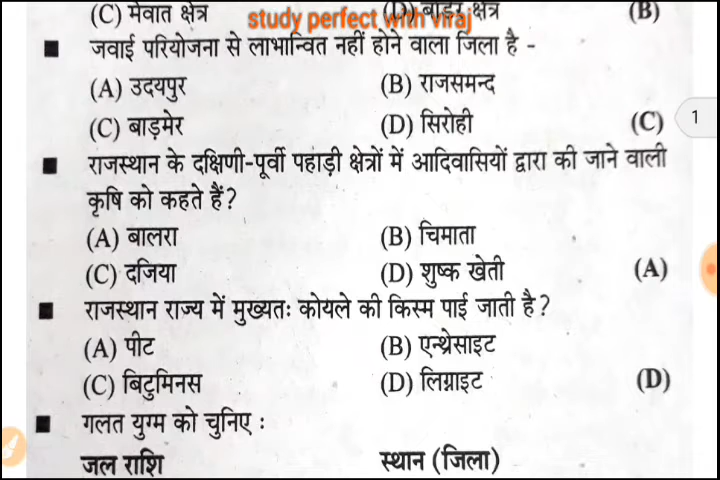 (C) मेवात क्षेत्र (D) बॉर्डर क्षेत्र (B)
study perfect with viraj
■ जवाई परियोजना से लाभान्वित नहीं होने वाला जिला है -
(A) उदयपुर (B) राजसमन्द
(C) बाड़मेर (D) सिरोही (C)
1
■ राजस्थान के दक्षिणी-पूर्वी पहाड़ी क्षेत्रों में आदिवासियों द्वारा की जाने वाली
कृषि को कहते हैं?
(A) बालरा (B) चिमाता
(C) दजिया (D) शुष्क खेती (A)
■ राजस्थान राज्य में मुख्यतः कोयले की किस्म पाई जाती है?
(A) पीट (B) एन्थ्रेसाइट
(C) बिटुमिनस (D) लिग्नाइट (D)
■ गलत युग्म को चुनिए :
जल राशि स्थान (जिला)